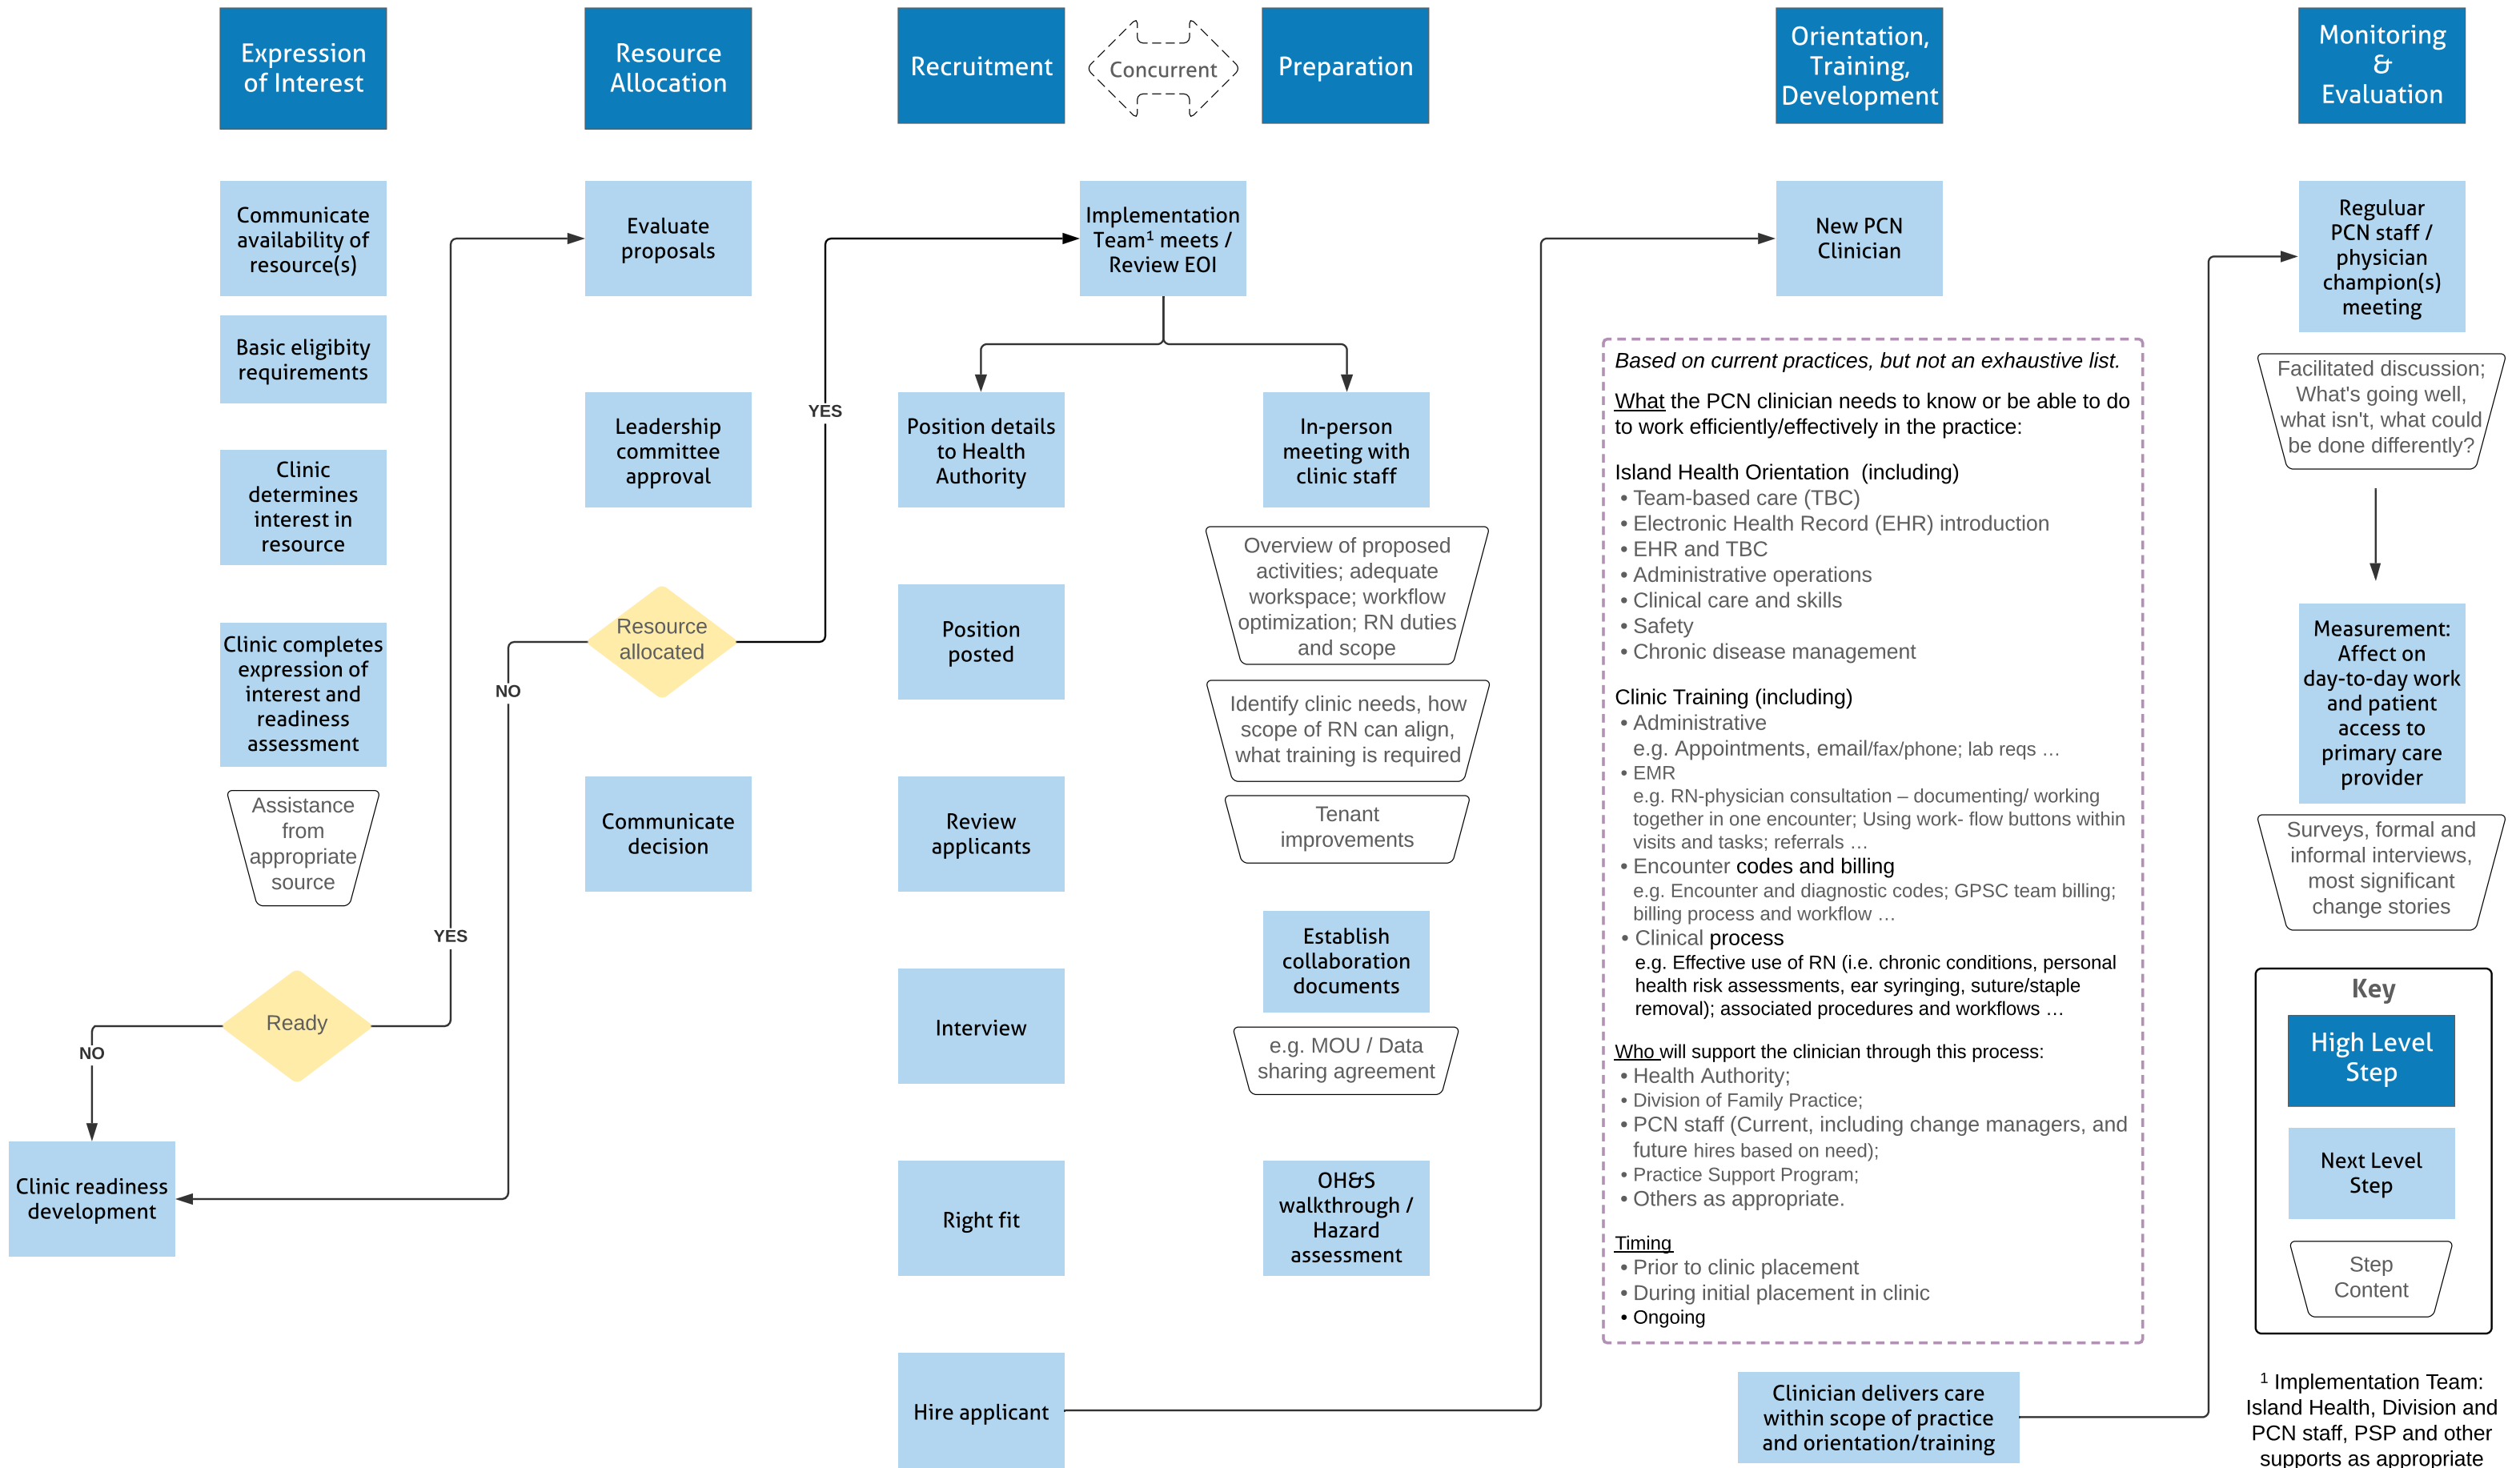 Expression
of Interest
Resource
Allocation
Recruitment
Concurrent
Preparation
Orientation,
Training,
Development
Monitoring
&
Evaluation
Communicate
availability of
resource(s)
Basic eligibity
requirements
Clinic
determines
interest in
resource
Clinic completes
expression of
interest and
readiness
assessment
Assistance
from
appropriate
source
Ready
YES
NO
Clinic readiness
development
Evaluate
proposals
Leadership
committee
approval
Resource
allocated
YES
NO
Communicate
decision
Implementation
Team¹ meets /
Review EOI
Position details
to Health
Authority
Position
posted
Review
applicants
Interview
Right fit
Hire applicant
In-person
meeting with
clinic staff
Overview of proposed
activities; adequate
workspace; workflow
optimization; RN duties
and scope
Identify clinic needs, how
scope of RN can align,
what training is required
Tenant
improvements
Establish
collaboration
documents
e.g. MOU / Data
sharing agreement
OH&S
walkthrough /
Hazard
assessment
New PCN
Clinician
Based on current practices, but not an exhaustive list.
What the PCN clinician needs to know or be able to do
to work efficiently/effectively in the practice:
Island Health Orientation (including)
• Team-based care (TBC)
• Electronic Health Record (EHR) introduction
• EHR and TBC
• Administrative operations
• Clinical care and skills
• Safety
• Chronic disease management
Clinic Training (including)
• Administrative
e.g. Appointments, email/fax/phone; lab reqs …
• EMR
e.g. RN-physician consultation – documenting/ working
together in one encounter; Using work- flow buttons within
visits and tasks; referrals …
• Encounter codes and billing
e.g. Encounter and diagnostic codes; GPSC team billing;
billing process and workflow …
• Clinical process
e.g. Effective use of RN (i.e. chronic conditions, personal
health risk assessments, ear syringing, suture/staple
removal); associated procedures and workflows …
Who will support the clinician through this process:
• Health Authority;
• Division of Family Practice;
• PCN staff (Current, including change managers, and
future hires based on need);
• Practice Support Program;
• Others as appropriate.
Timing
• Prior to clinic placement
• During initial placement in clinic
• Ongoing
Clinician delivers care
within scope of practice
and orientation/training
Reguluar
PCN staff /
physician
champion(s)
meeting
Facilitated discussion;
What's going well,
what isn't, what could
be done differently?
Measurement:
Affect on
day-to-day work
and patient
access to
primary care
provider
Surveys, formal and
informal interviews,
most significant
change stories
Key
High Level
Step
Next Level
Step
Step
Content
¹ Implementation Team:
Island Health, Division and
PCN staff, PSP and other
supports as appropriate